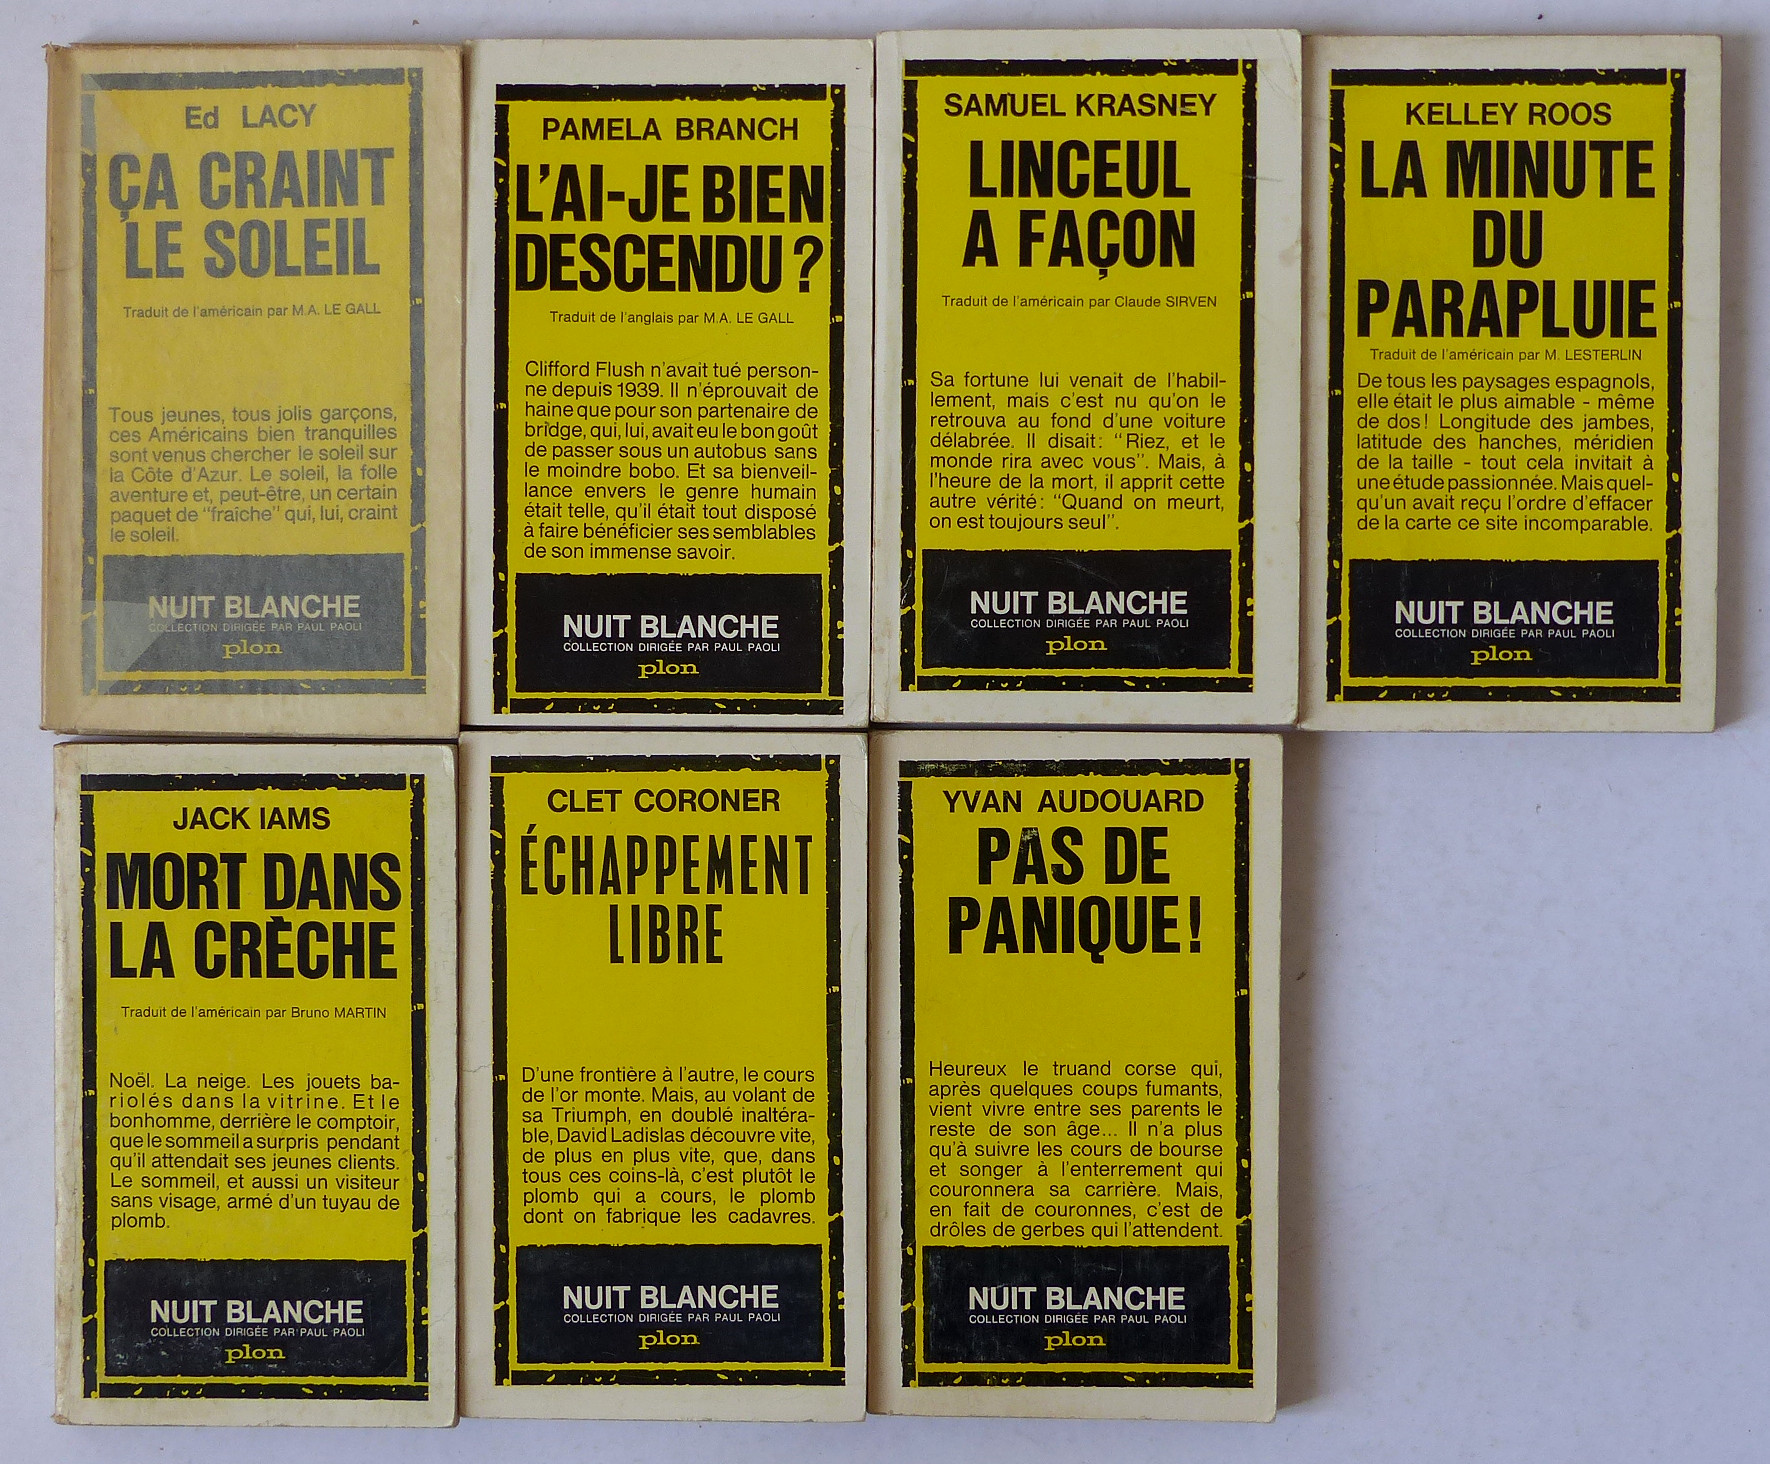 Ed LACY
ÇA CRAINT
LE SOLEIL
Traduit de l'américain par M.A. LE GALL
Tous jeunes, tous jolis garçons,
ces Américains bien tranquilles
sont venus chercher le soleil sur
la Côte d'Azur. Le soleil, la folle
aventure et, peut-être, un certain
paquet de "fraîche" qui, lui, craint
le soleil.
NUIT BLANCHE
COLLECTION DIRIGÉE PAR PAUL PAOLI
plon
PAMELA BRANCH
L'AI-JE BIEN
DESCENDU ?
Traduit de l'anglais par M.A. LE GALL
Clifford Flush n'avait tué person-
ne depuis 1939. Il n'éprouvait de
haine que pour son partenaire de
bridge, qui, lui, avait eu le bon goût
de passer sous un autobus sans
le moindre bobo. Et sa bienveil-
lance envers le genre humain
était telle, qu'il était tout disposé
à faire bénéficier ses semblables
de son immense savoir.
NUIT BLANCHE
COLLECTION DIRIGÉE PAR PAUL PAOLI
plon
SAMUEL KRASNEY
LINCEUL
A FAÇON
Traduit de l'américain par Claude SIRVEN
Sa fortune lui venait de l'habil-
lement, mais c'est nu qu'on le
retrouva au fond d'une voiture
délabrée. Il disait: "Riez, et le
monde rira avec vous". Mais, à
l'heure de la mort, il apprit cette
autre vérité: "Quand on meurt,
on est toujours seul".
NUIT BLANCHE
COLLECTION DIRIGÉE PAR PAUL PAOLI
plon
KELLEY ROOS
LA MINUTE
DU
PARAPLUIE
Traduit de l'américain par M. LESTERLIN
De tous les paysages espagnols,
elle était le plus aimable - même
de dos! Longitude des jambes,
latitude des hanches, méridien
de la taille - tout cela invitait à
une étude passionnée. Mais quel-
qu'un avait reçu l'ordre d'effacer
de la carte ce site incomparable.
NUIT BLANCHE
COLLECTION DIRIGÉE PAR PAUL PAOLI
plon
JACK IAMS
MORT DANS
LA CRÈCHE
Traduit de l'américain par Bruno MARTIN
Noël. La neige. Les jouets ba-
riolés dans la vitrine. Et le
bonhomme, derrière le comptoir,
que le sommeil a surpris pendant
qu'il attendait ses jeunes clients.
Le sommeil, et aussi un visiteur
sans visage, armé d'un tuyau de
plomb.
NUIT BLANCHE
COLLECTION DIRIGÉE PAR PAUL PAOLI
plon
CLET CORONER
ÉCHAPPEMENT
LIBRE
D'une frontière à l'autre, le cours
de l'or monte. Mais, au volant de
sa Triumph, en doublé inaltéra-
ble, David Ladislas découvre vite,
de plus en plus vite, que, dans
tous ces coins-là, c'est plutôt le
plomb qui a cours, le plomb
dont on fabrique les cadavres.
NUIT BLANCHE
COLLECTION DIRIGÉE PAR PAUL PAOLI
plon
YVAN AUDOUARD
PAS DE
PANIQUE!
Heureux le truand corse qui,
après quelques coups fumants,
vient vivre entre ses parents le
reste de son âge... Il n'a plus
qu'à suivre les cours de bourse
et songer à l'enterrement qui
couronnera sa carrière. Mais,
en fait de couronnes, c'est de
drôles de gerbes qui l'attendent.
NUIT BLANCHE
COLLECTION DIRIGÉE PAR PAUL PAOLI
plon